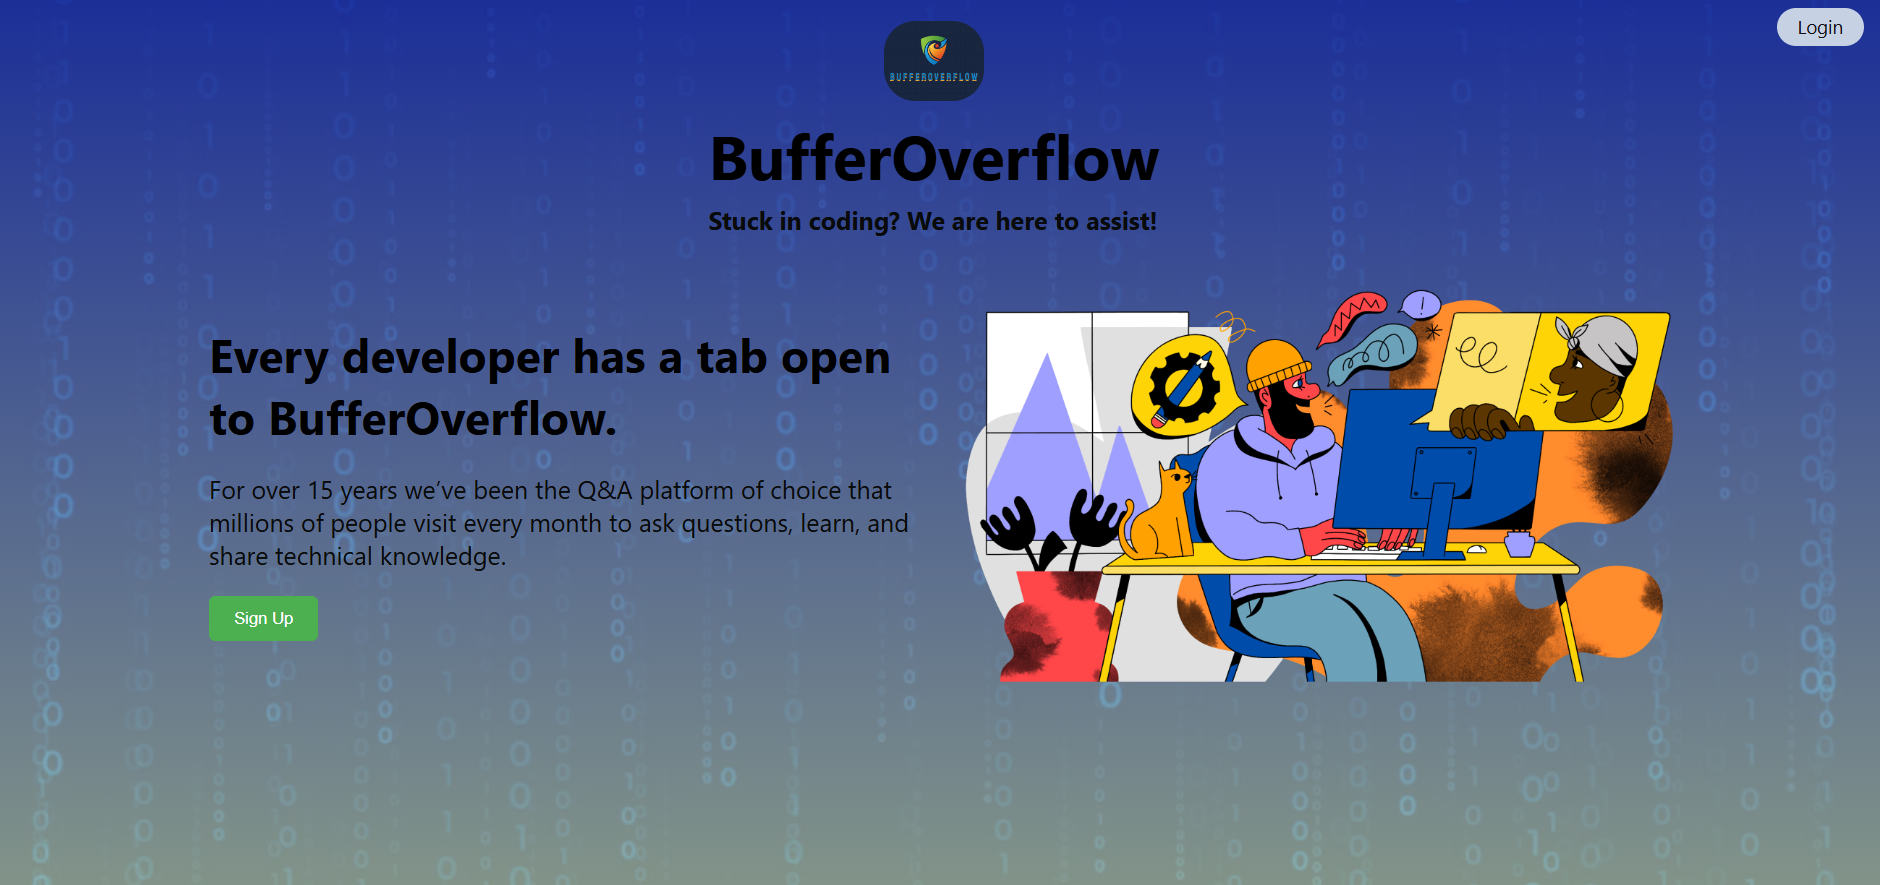 Login
BUFFEROVERFLOW
BufferOverflow
Stuck in coding? We are here to assist!
Every developer has a tab open
to BufferOverflow.
For over 15 years we’ve been the Q&A platform of choice that
millions of people visit every month to ask questions, learn, and
share technical knowledge.
Sign Up